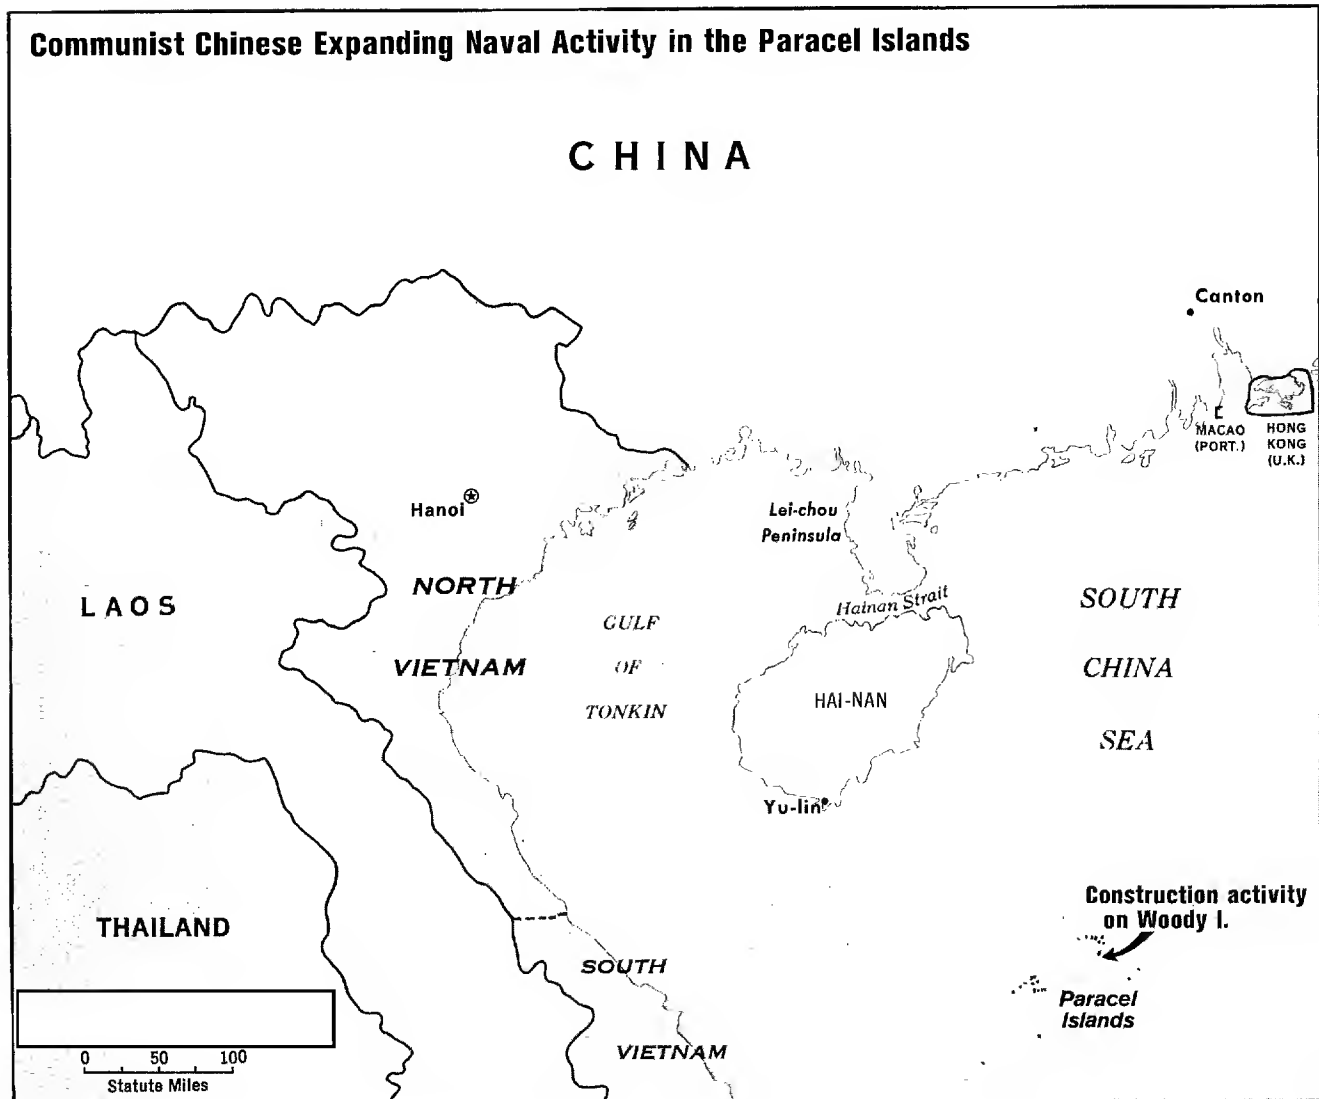 Communist Chinese Expanding Naval Activity in the Paracel Islands
CHINA
Canton
MACAO
(PORT.)
HONG
KONG
(U.K.)
Hanoi
Lei-chou
Peninsula
NORTH
VIETNAM
LAOS
GULF
OF
TONKIN
Hainan Strait
HAI-NAN
SOUTH
CHINA
SEA
Yu-lin
Construction activity
on Woody I.
THAILAND
SOUTH
VIETNAM
Paracel
Islands
0 50 100
Statute Miles